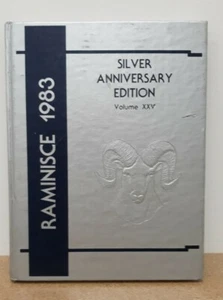 RAMINISCE 1983
SILVER
ANNIVERSARY
EDITION
Volume XXV